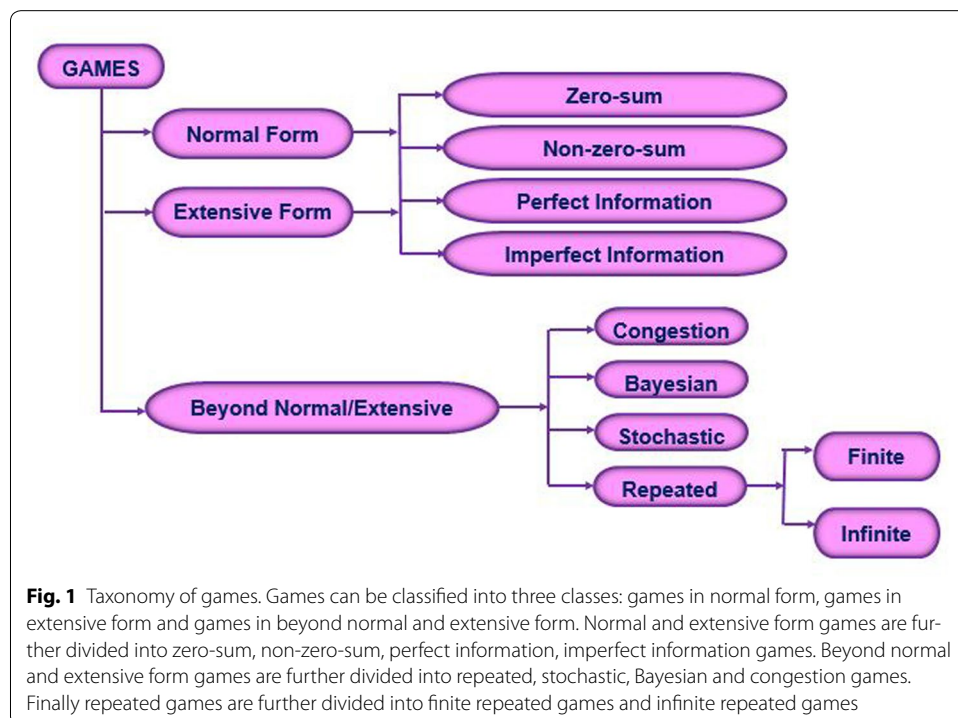 GAMES
Normal Form
Extensive Form
Zero-sum
Non-zero-sum
Perfect Information
Imperfect Information
Beyond Normal/Extensive
Congestion
Bayesian
Stochastic
Repeated
Finite
Infinite
Fig. 1 Taxonomy of games. Games can be classified into three classes: games in normal form, games in
extensive form and games in beyond normal and extensive form. Normal and extensive form games are fur-
ther divided into zero-sum, non-zero-sum, perfect information, imperfect information games. Beyond normal
and extensive form games are further divided into repeated, stochastic, Bayesian and congestion games.
Finally repeated games are further divided into finite repeated games and infinite repeated games